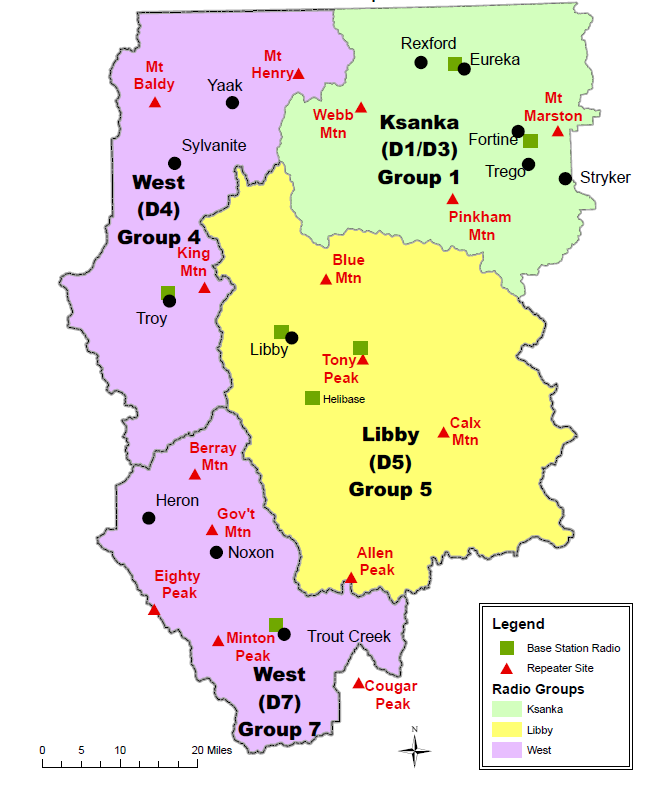 Rexford
Eureka
Mt
Henry
Mt
Baldy
Yaak
Webb
Mtn
Mt
Marston
Ksanka
(D1/D3)
Group 1
Fortine
Trego
Stryker
Sylvanite
West
(D4)
Group 4
Pinkham
Mtn
King
Mtn
Blue
Mtn
Troy
Libby
Tony
Peak
Helibase
Calx
Mtn
Libby
(D5)
Group 5
Berray
Mtn
Heron
Gov't
Mtn
Noxon
Allen
Peak
Eighty
Peak
Minton
Peak
Trout Creek
West
(D7)
Group 7
Cougar
Peak
Legend
Base Station Radio
Repeater Site
Radio Groups
Ksanka
Libby
West
N
0 5 10 20 Miles